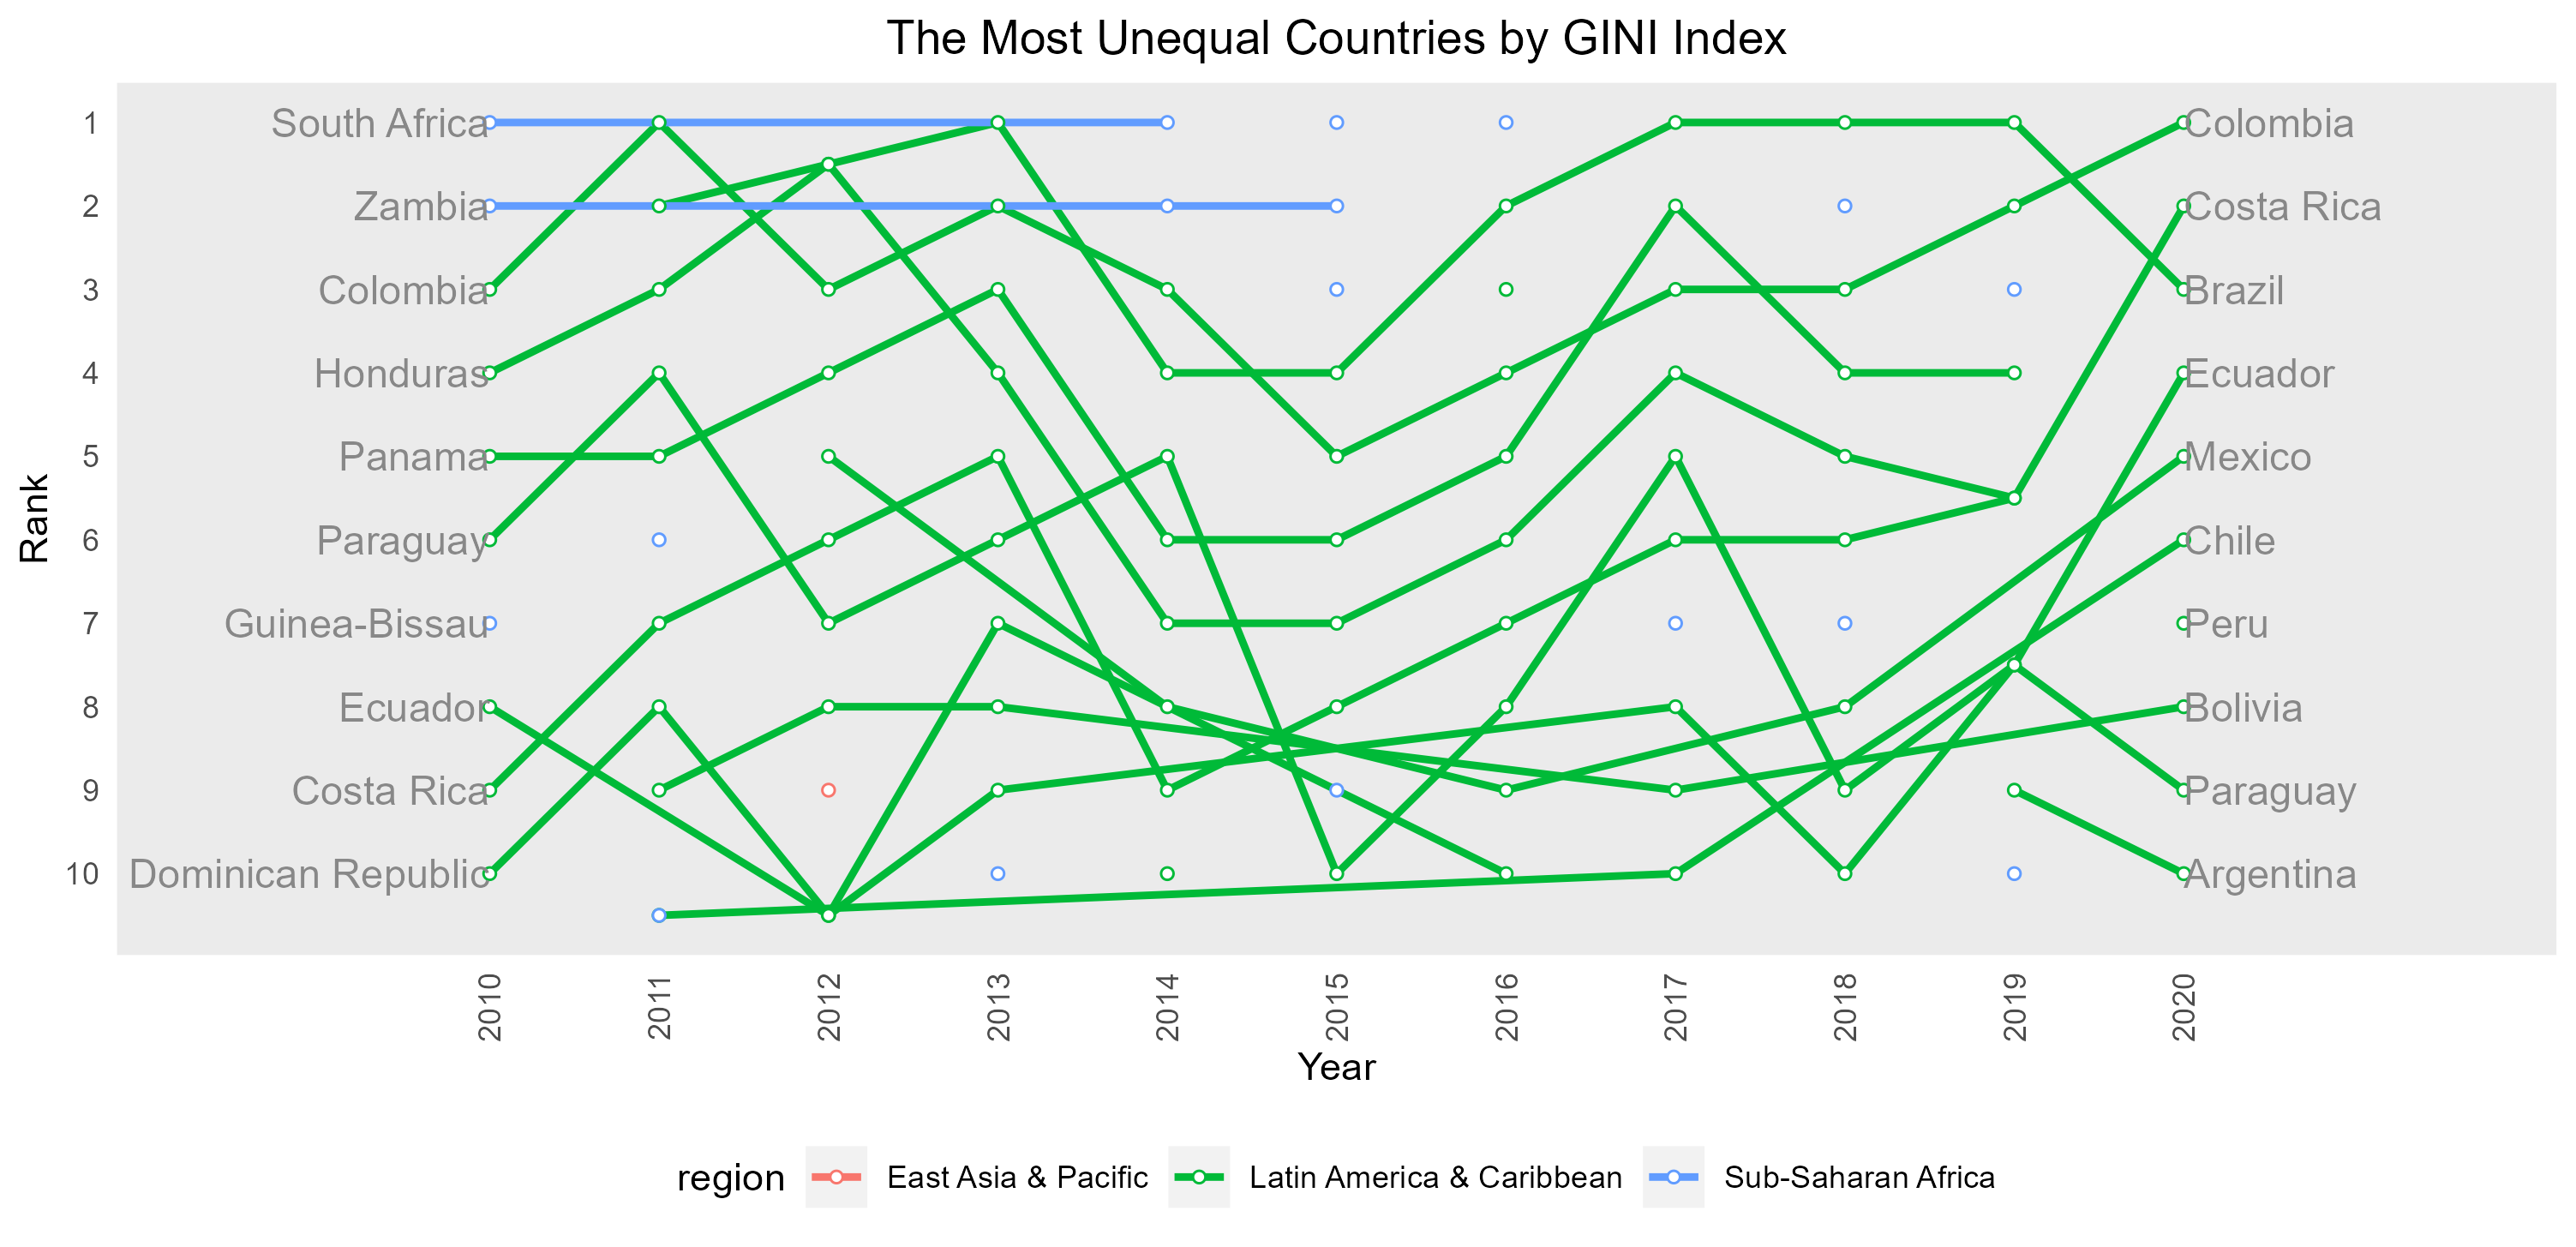 The Most Unequal Countries by GINI Index
Rank
1
2
3
4
5
6
7
8
9
10
South Africa
Zambia
Colombia
Honduras
Panama
Paraguay
Guinea-Bissau
Ecuador
Costa Rica
Dominican Republic
Colombia
Costa Rica
Brazil
Ecuador
Mexico
Chile
Peru
Bolivia
Paraguay
Argentina
2010 2011 2012 2013 2014 2015 2016 2017 2018 2019 2020
Year
region East Asia & Pacific Latin America & Caribbean Sub-Saharan Africa